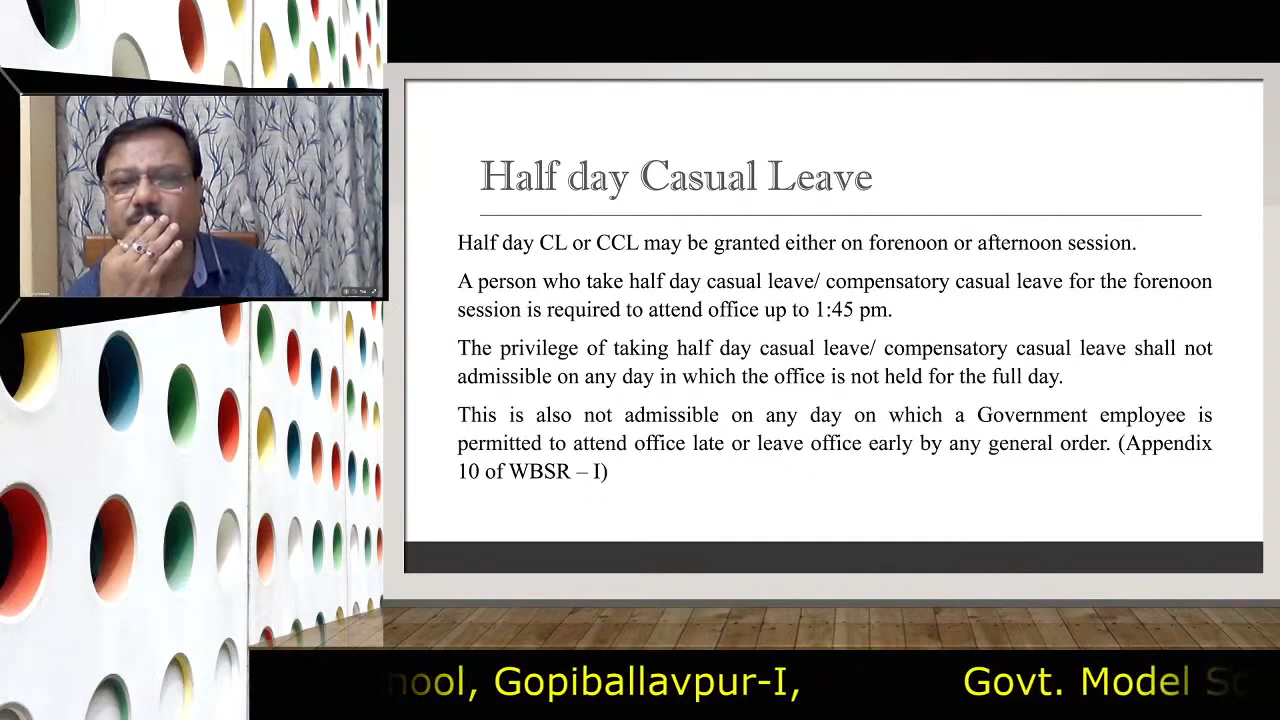 Half day Casual Leave
Half day CL or CCL may be granted either on forenoon or afternoon session.
A person who take half day casual leave/ compensatory casual leave for the forenoon
session is required to attend office up to 1:45 pm.
The privilege of taking half day casual leave/ compensatory casual leave shall not
admissible on any day in which the office is not held for the full day.
This is also not admissible on any day on which a Government employee is
permitted to attend office late or leave office early by any general order. (Appendix
10 of WBSR – I)
hool, Gopiballavpur-I, Govt. Model Sc